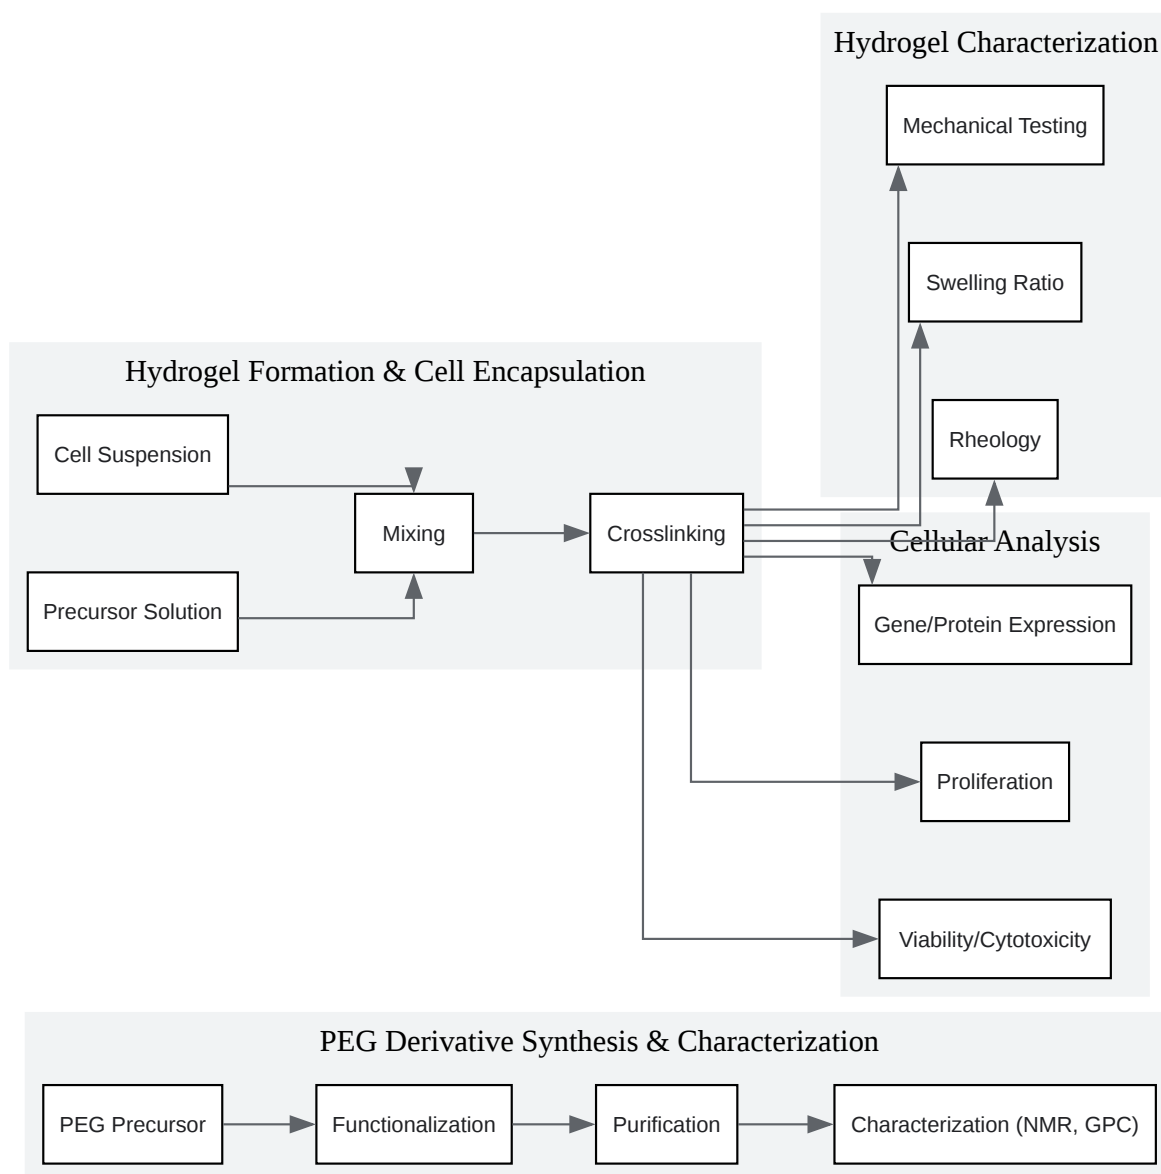 Hydrogel Characterization
Mechanical Testing
Swelling Ratio
Rheology
Hydrogel Formation & Cell Encapsulation
Cell Suspension
Mixing
Crosslinking
Precursor Solution
Cellular Analysis
Gene/Protein Expression
Proliferation
Viability/Cytotoxicity
PEG Derivative Synthesis & Characterization
PEG Precursor
Functionalization
Purification
Characterization (NMR, GPC)